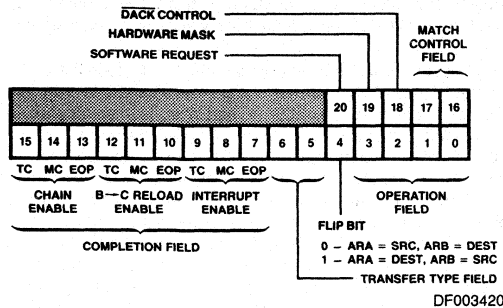 DACK CONTROL
HARDWARE MASK
SOFTWARE REQUEST
MATCH
CONTROL
FIELD
20 19 18 17 16
15 14 13 12 11 10 9 8 7 6 5 4 3 2 1 0
TC MC EOP TC MC EOP TC MC EOP
CHAIN ENABLE
B→C RELOAD ENABLE
INTERRUPT ENABLE
OPERATION FIELD
COMPLETION FIELD
FLIP BIT
0 – ARA = SRC, ARB = DEST
1 – ARA = DEST, ARB = SRC
TRANSFER TYPE FIELD
DF003420